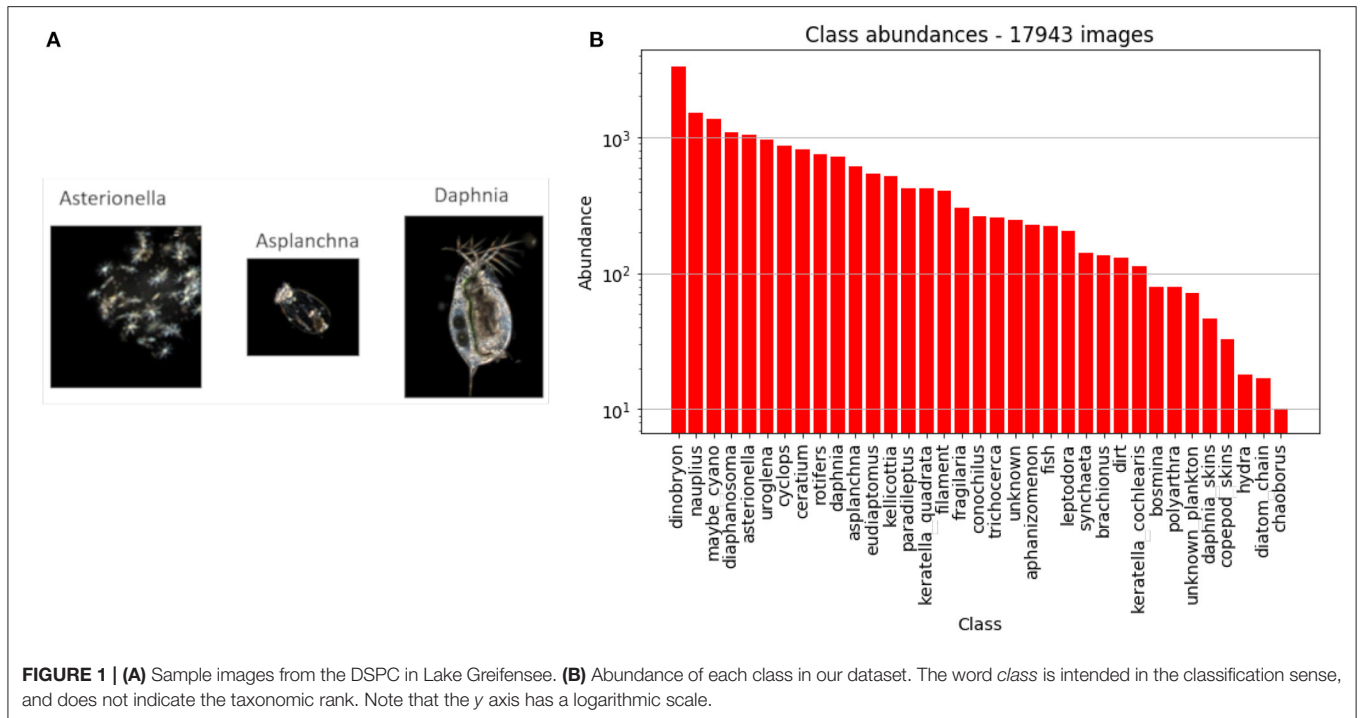 A
Asterionella
Asplanchna
Daphnia
B
Class abundances - 17943 images
Abundance
10³
10²
10¹
dinobryon
nauplius
maybe_cyano
diaphanosoma
asterionella
uroglena
cyclops
ceratium
rotifers
daphnia
asplanchna
eudiaptomus
kellicottia
paradileptus
keratella_quadrata
filament
fragilaria
conochilus
trichocerca
unknown
aphanizomenon
fish
leptodora
synchaeta
brachionus
dirt
keratella_cochlearis
bosmina
polyarthra
unknown_plankton
daphnia_skins
copepod_skins
hydra
diatom_chain
chaoborus
Class
FIGURE 1 | (A) Sample images from the DSPC in Lake Greifensee. (B) Abundance of each class in our dataset. The word class is intended in the classification sense,
and does not indicate the taxonomic rank. Note that the y axis has a logarithmic scale.